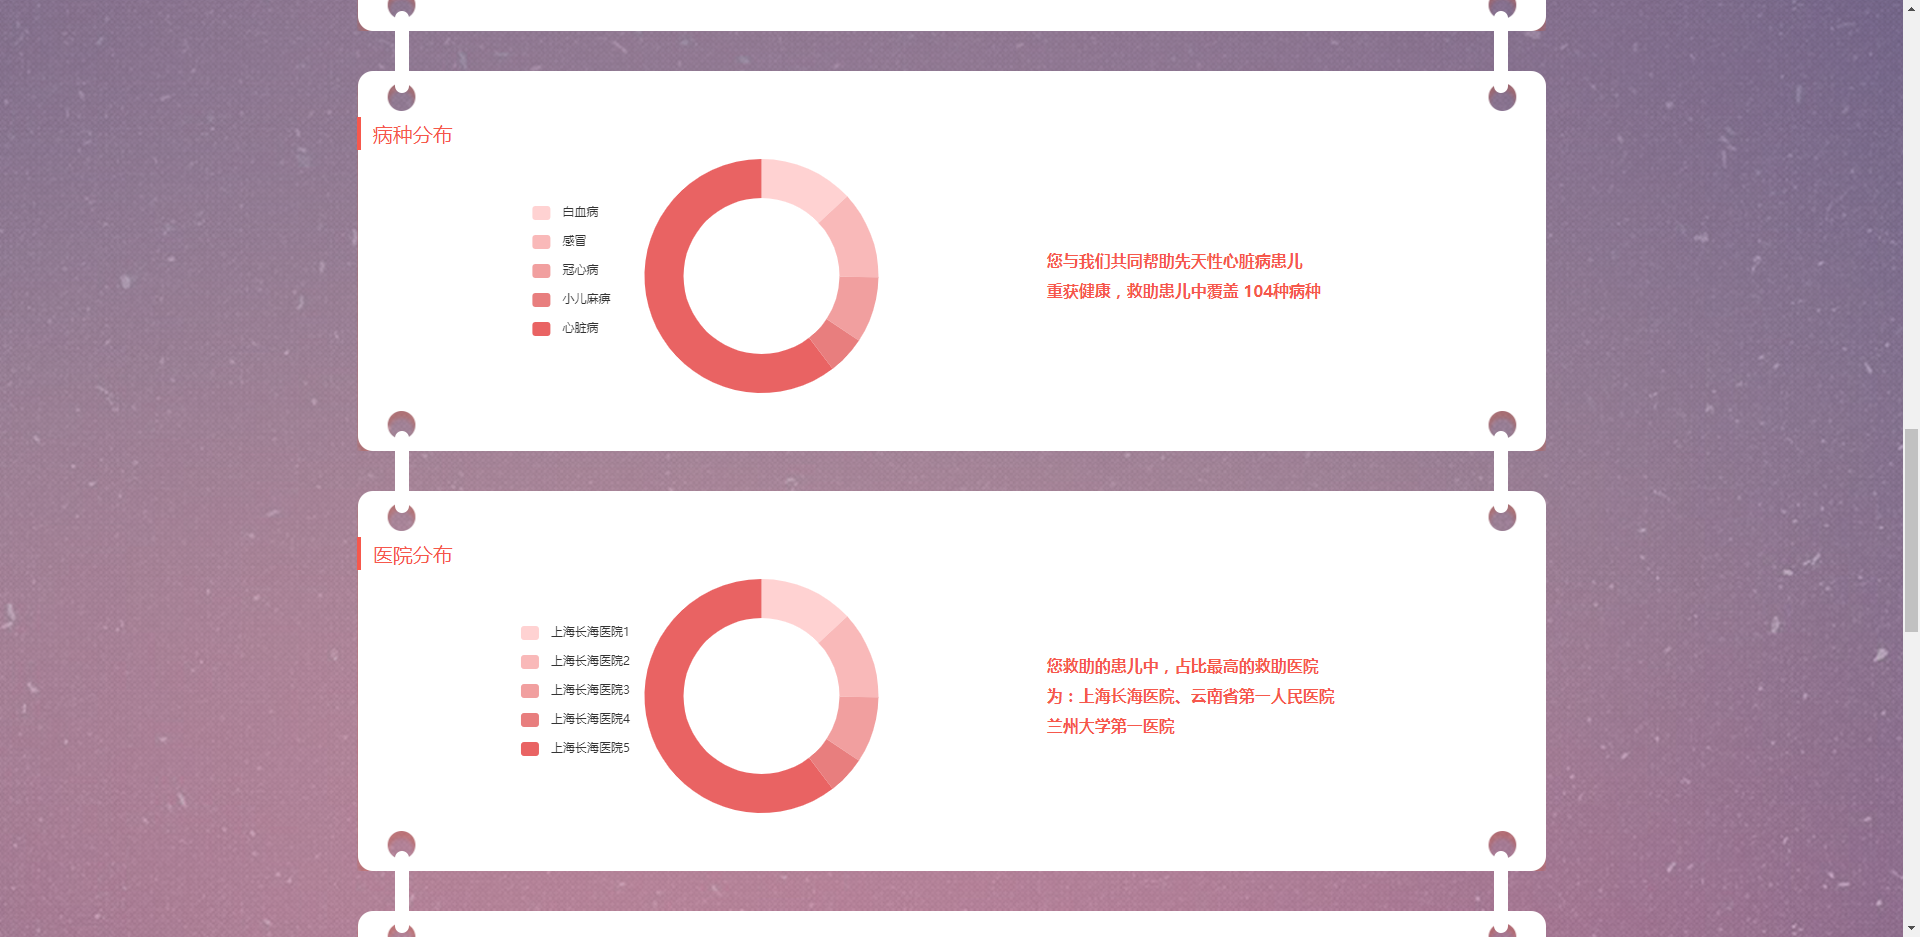 病种分布
白血病
感冒
冠心病
小儿麻痹
心脏病
您与我们共同帮助先天性心脏病患儿
重获健康，救助患儿中覆盖 104种病种
医院分布
上海长海医院1
上海长海医院2
上海长海医院3
上海长海医院4
上海长海医院5
您救助的患儿中，占比最高的救助医院
为：上海长海医院、云南省第一人民医院
兰州大学第一医院